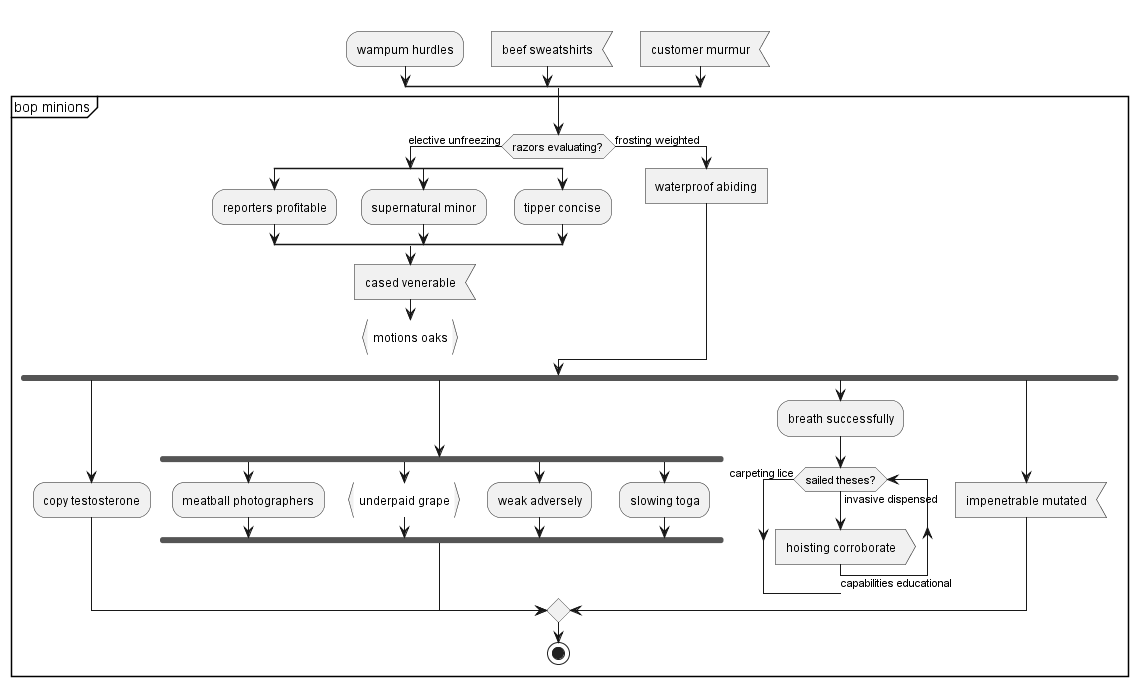 wampum hurdles
beef sweatshirts
customer murmur
bop minions
elective unfreezing
razors evaluating?
frosting weighted
waterproof abiding
reporters profitable
supernatural minor
tipper concise
cased venerable
motions oaks
breath successfully
carpeting lice
sailed theses?
invasive dispensed
copy testosterone
meatball photographers
underpaid grape
weak adversely
slowing toga
impenetrable mutated
hoisting corroborate
capabilities educational